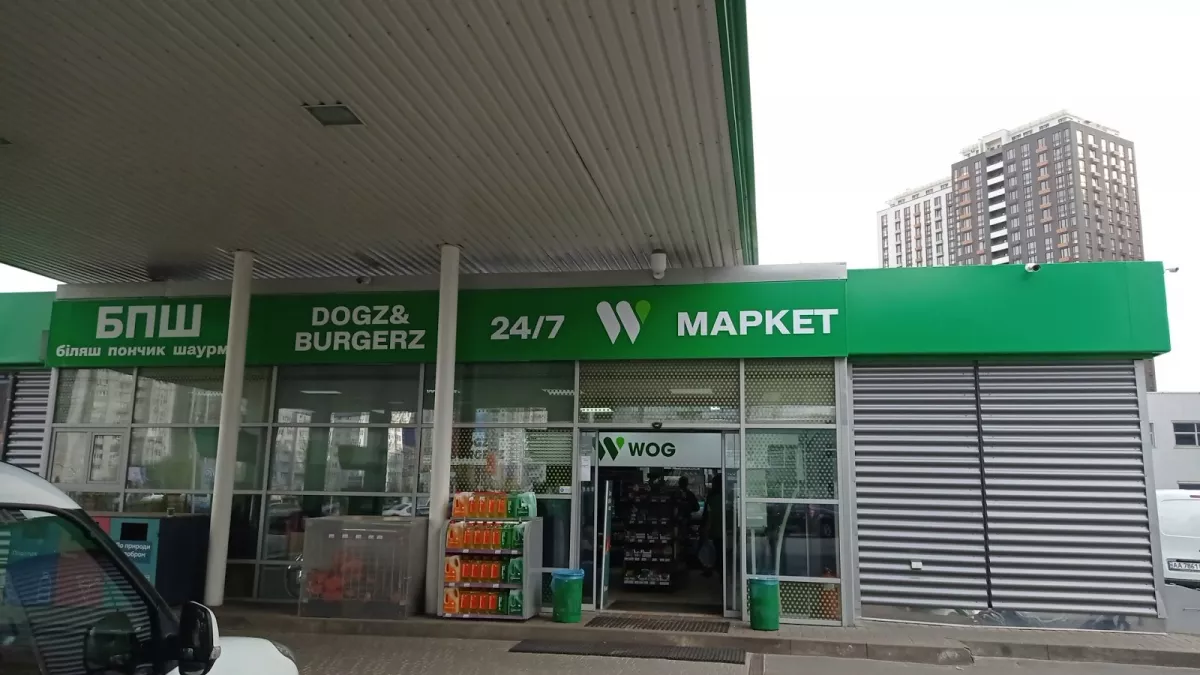 БПШ
біляш пончик шаурм
DOGZ&
BURGERZ
24/7
МАРКЕТ
WOG